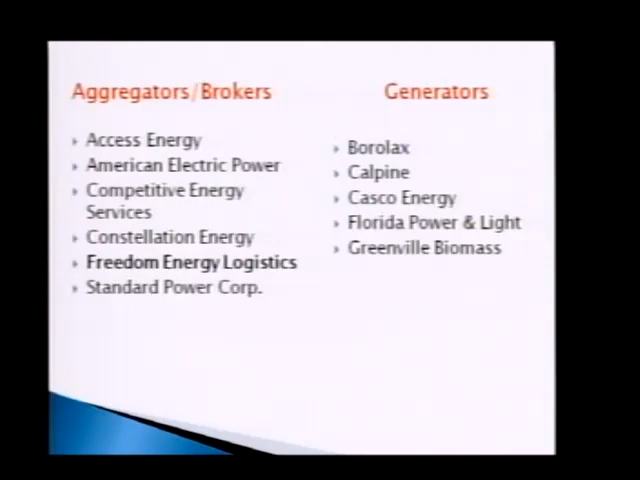 Aggregators/Brokers
Access Energy
American Electric Power
Competitive Energy
Services
Constellation Energy
Freedom Energy Logistics
Standard Power Corp.
Generators
Borolax
Calpine
Casco Energy
Florida Power & Light
Greenville Biomass